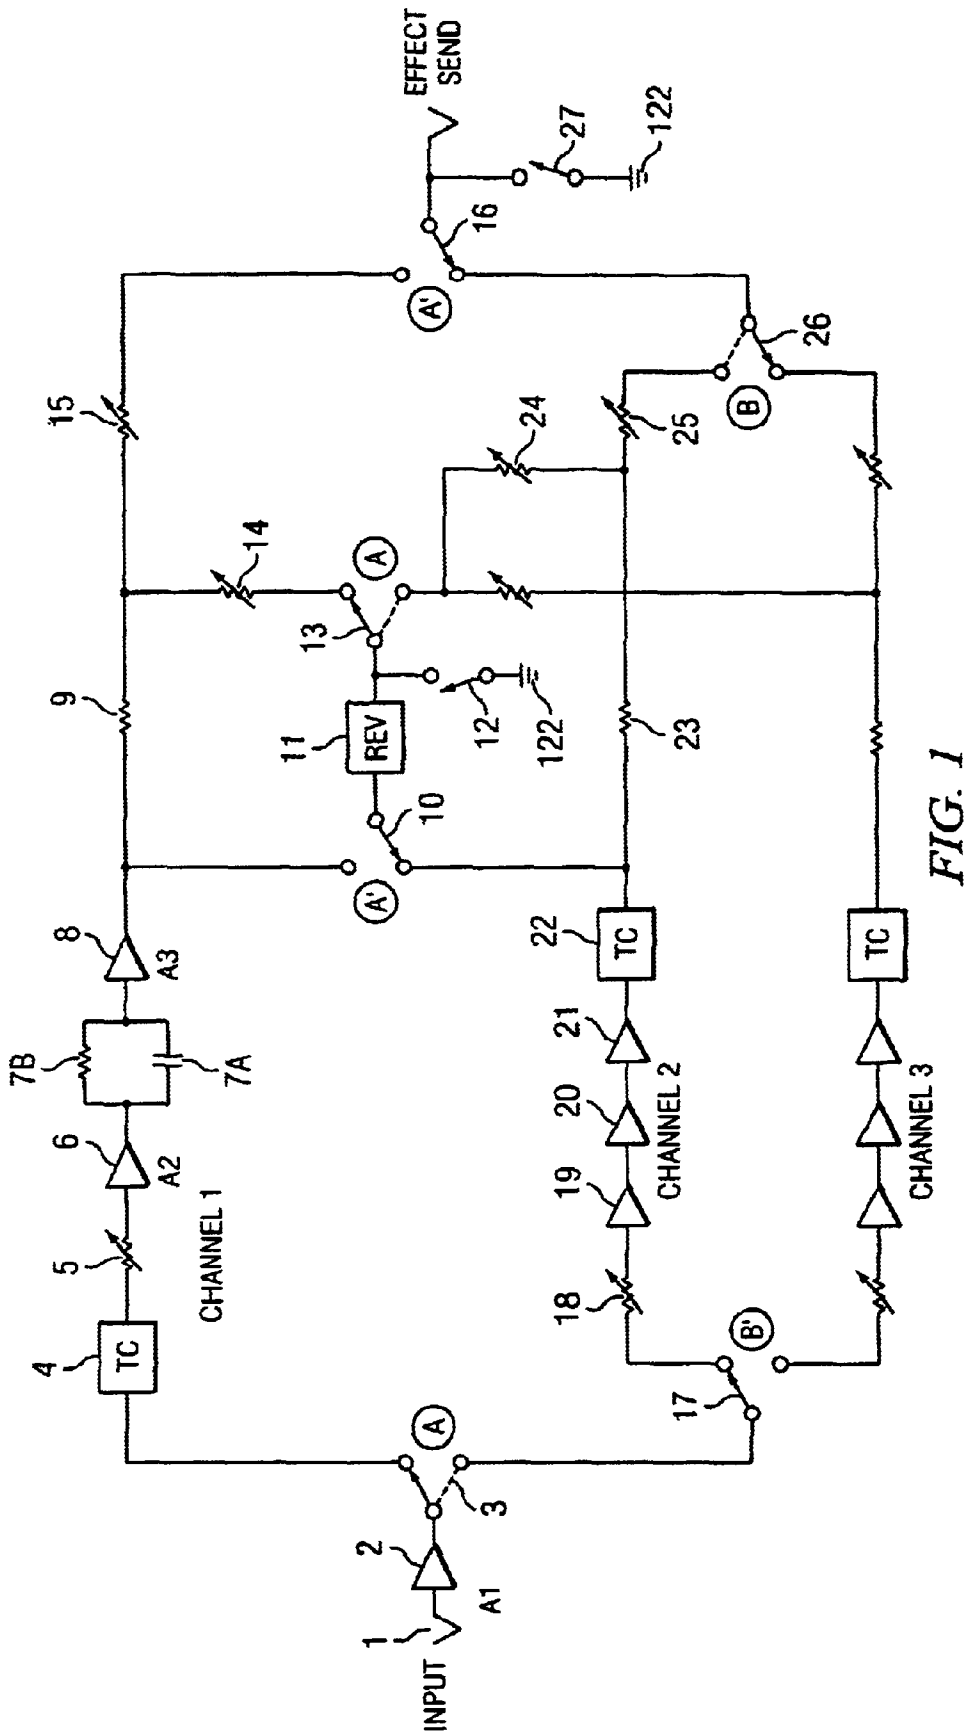 INPUT
1
A1
2
3
A
4
TC
5
CHANNEL 1
6
A2
7B
7A
8
A3
9
A'
10
11
REV
12
122
13
A
14
15
A'
16
EFFECT
SEND
27
122
17
B'
18
19
20
21
CHANNEL 2
22
TC
23
24
25
B
26
CHANNEL 3
TC
FIG. 1